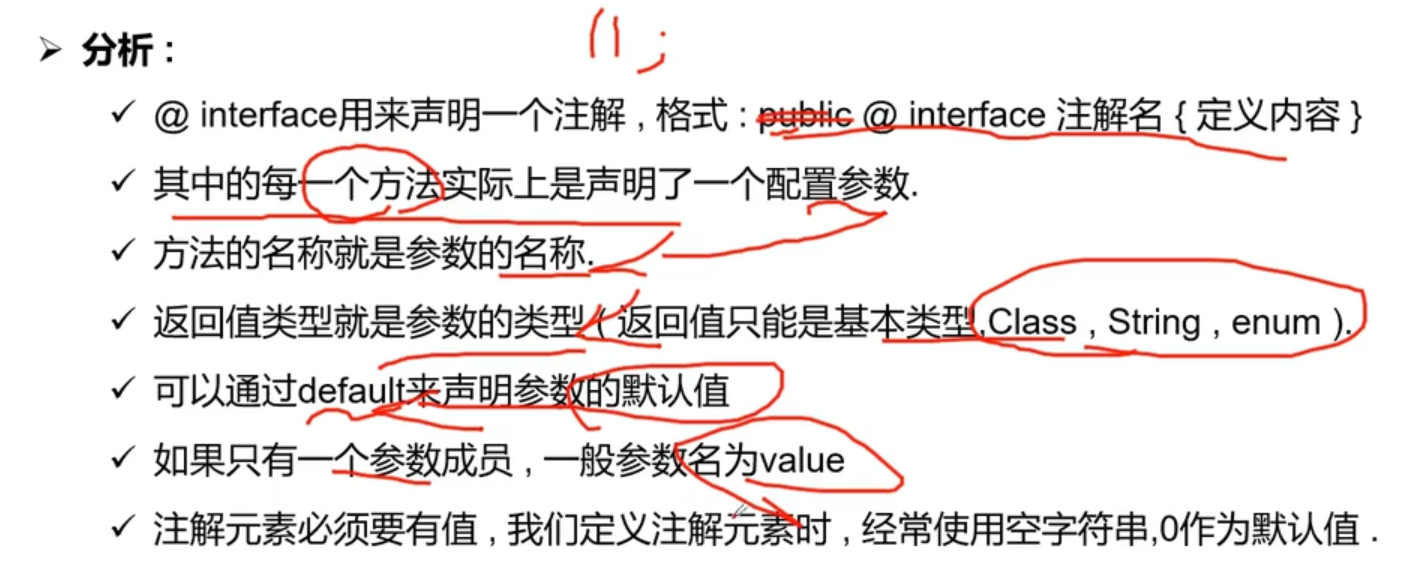 ➢ 分析 :
();
✓ @ interface用来声明一个注解 , 格式 : public @ interface 注解名 { 定义内容 }
✓ 其中的每一个方法实际上是声明了一个配置参数.
✓ 方法的名称就是参数的名称.
✓ 返回值类型就是参数的类型 ( 返回值只能是基本类型,Class , String , enum ).
✓ 可以通过default来声明参数的默认值
✓ 如果只有一个参数成员 , 一般参数名为value
✓ 注解元素必须要有值 , 我们定义注解元素时 , 经常使用空字符串,0作为默认值 .